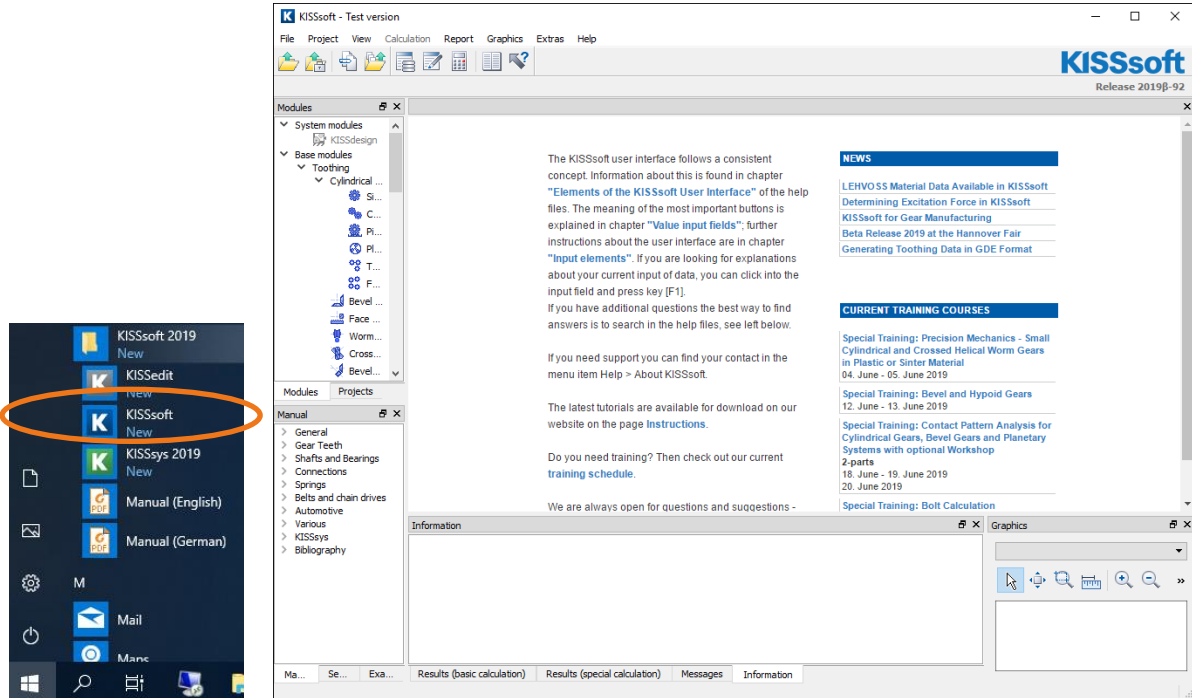 KISSsoft 2019
New
KISSedit
New
KISSsoft
New
KISSsys 2019
New
Manual (English)
Manual (German)
M
Mail
Maps
KISSsoft - Test version
File Project View Calculation Report Graphics Extras Help
KISSsoft
Release 2019β-92
Modules
System modules
KISSdesign
Base modules
Toothing
Cylindrical ...
Si...
C...
Pi...
Pl...
T...
F...
Bevel ...
Face ...
Worm...
Cross...
Bevel...
Modules Projects
Manual
General
Gear Teeth
Shafts and Bearings
Connections
Springs
Belts and chain drives
Automotive
Various
KISSsys
Bibliography
Ma... Se... Exa...
The KISSsoft user interface follows a consistent
concept. Information about this is found in chapter
"Elements of the KISSsoft User Interface" of the help
files. The meaning of the most important buttons is
explained in chapter "Value input fields"; further
instructions about the user interface are in chapter
"Input elements". If you are looking for explanations
about your current input of data, you can click into the
input field and press key [F1].
If you have additional questions the best way to find
answers is to search in the help files, see left below.
If you need support you can find your contact in the
menu item Help > About KISSsoft.
The latest tutorials are available for download on our
website on the page Instructions.
Do you need training? Then check out our current
training schedule.
We are always open for questions and suggestions -
NEWS
LEHVOSS Material Data Available in KISSsoft
Determining Excitation Force in KISSsoft
KISSsoft for Gear Manufacturing
Beta Release 2019 at the Hannover Fair
Generating Toothing Data in GDE Format
CURRENT TRAINING COURSES
Special Training: Precision Mechanics - Small
Cylindrical and Crossed Helical Worm Gears
in Plastic or Sinter Material
04. June - 05. June 2019
Special Training: Bevel and Hypoid Gears
12. June - 13. June 2019
Special Training: Contact Pattern Analysis for
Cylindrical Gears, Bevel Gears and Planetary
Systems with optional Workshop
2-parts
18. June - 19. June 2019
20. June 2019
Special Training: Bolt Calculation
Information
Results (basic calculation) Results (special calculation) Messages Information
Graphics